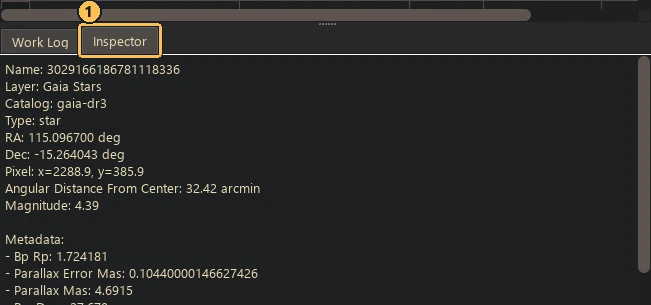 1
Work Log
Inspector
Name: 3029166186781118336
Layer: Gaia Stars
Catalog: gaia-dr3
Type: star
RA: 115.096700 deg
Dec: -15.264043 deg
Pixel: x=2288.9, y=385.9
Angular Distance From Center: 32.42 arcmin
Magnitude: 4.39
Metadata:
- Bp Rp: 1.724181
- Parallax Error Mas: 0.10440000146627426
- Parallax Mas: 4.6915